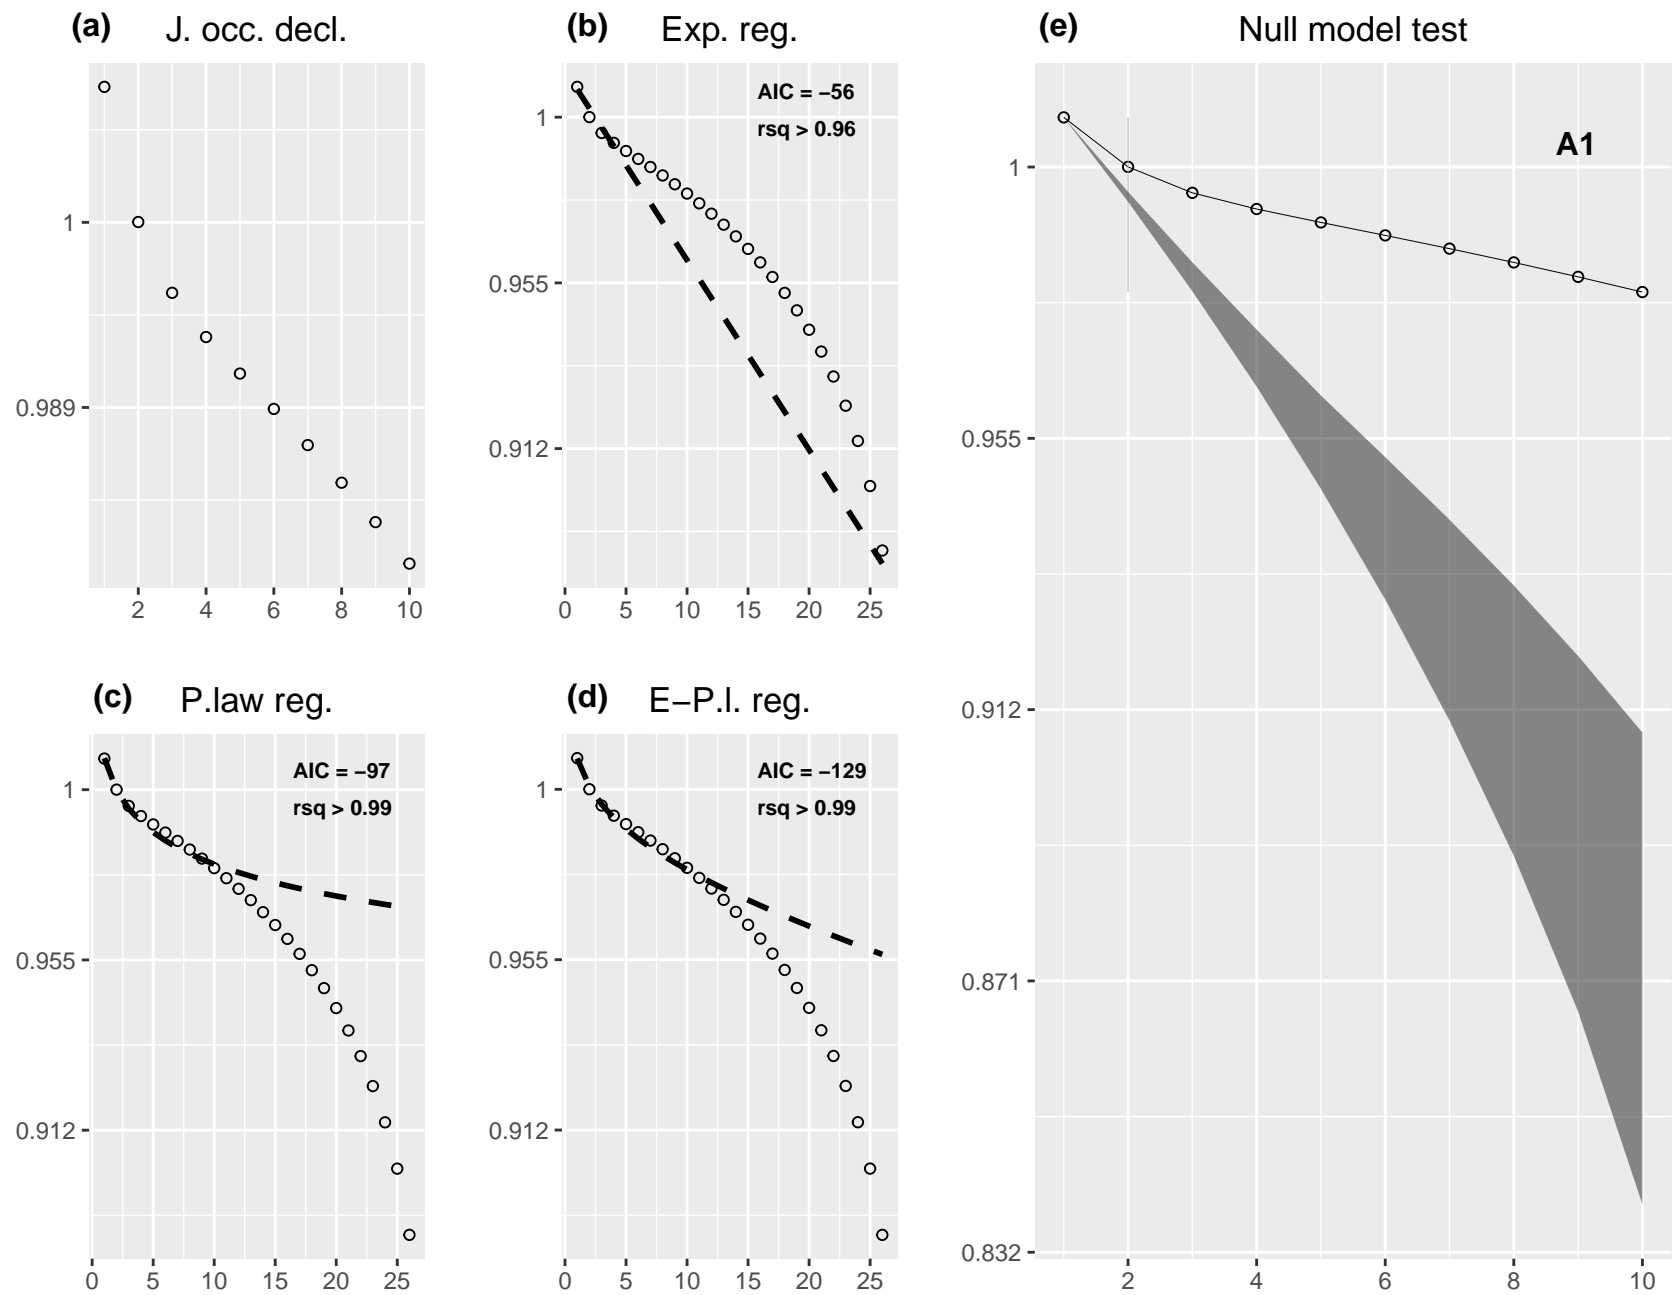 (a) J. occ. decl.
1
0.989
2 4 6 8 10
(b) Exp. reg.
AIC = −56
rsq > 0.96
1
0.955
0.912
0 5 10 15 20 25
(c) P.law reg.
AIC = −97
rsq > 0.99
1
0.955
0.912
0 5 10 15 20 25
(d) E−P.l. reg.
AIC = −129
rsq > 0.99
1
0.955
0.912
0 5 10 15 20 25
(e) Null model test
A1
1
0.955
0.912
0.871
0.832
2 4 6 8 10